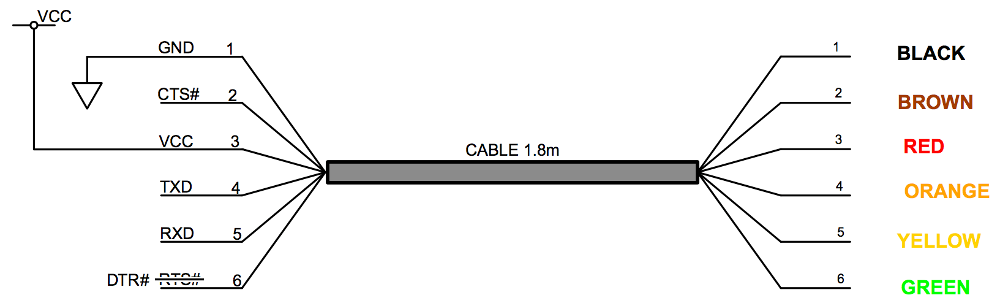 VCC
GND 1 1 BLACK
CTS# 2 2 BROWN
VCC 3 3 RED
CABLE 1.8m
TXD 4 4 ORANGE
RXD 5 5 YELLOW
DTR# RTS# 6 6 GREEN